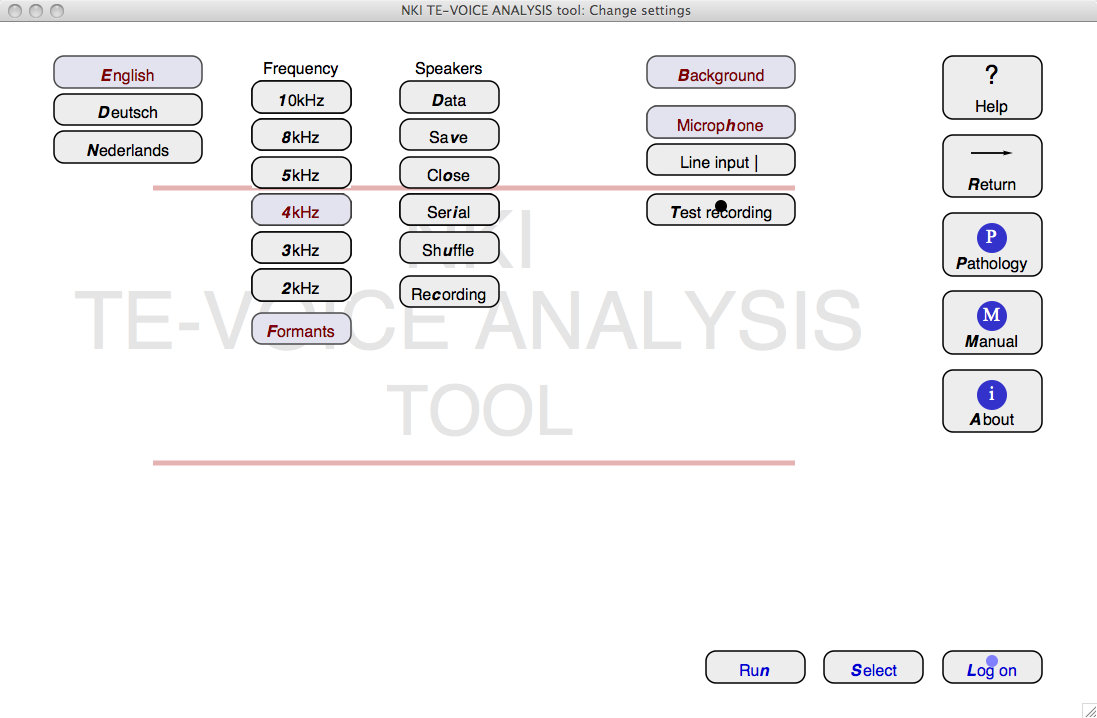 NKI TE-VOICE ANALYSIS tool: Change settings
English
Deutsch
Nederlands
Frequency
10kHz
8kHz
5kHz
4kHz
3kHz
2kHz
Formants
Speakers
Data
Save
Close
Serial
Shuffle
Recording
Background
Microphone
Line input |
Test recording
?
Help
Return
P
Pathology
M
Manual
i
About
NKI
TE-VOICE ANALYSIS
TOOL
Run
Select
Log on